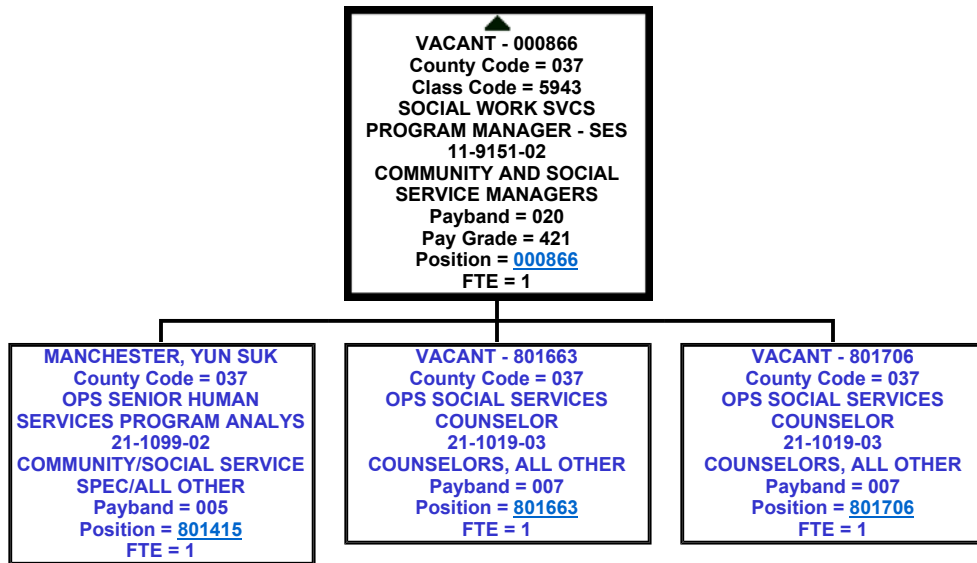 VACANT - 000866
County Code = 037
Class Code = 5943
SOCIAL WORK SVCS
PROGRAM MANAGER - SES
11-9151-02
COMMUNITY AND SOCIAL
SERVICE MANAGERS
Payband = 020
Pay Grade = 421
Position = 000866
FTE = 1
MANCHESTER, YUN SUK
County Code = 037
OPS SENIOR HUMAN
SERVICES PROGRAM ANALYS
21-1099-02
COMMUNITY/SOCIAL SERVICE
SPEC/ALL OTHER
Payband = 005
Position = 801415
FTE = 1
VACANT - 801663
County Code = 037
OPS SOCIAL SERVICES
COUNSELOR
21-1019-03
COUNSELORS, ALL OTHER
Payband = 007
Position = 801663
FTE = 1
VACANT - 801706
County Code = 037
OPS SOCIAL SERVICES
COUNSELOR
21-1019-03
COUNSELORS, ALL OTHER
Payband = 007
Position = 801706
FTE = 1